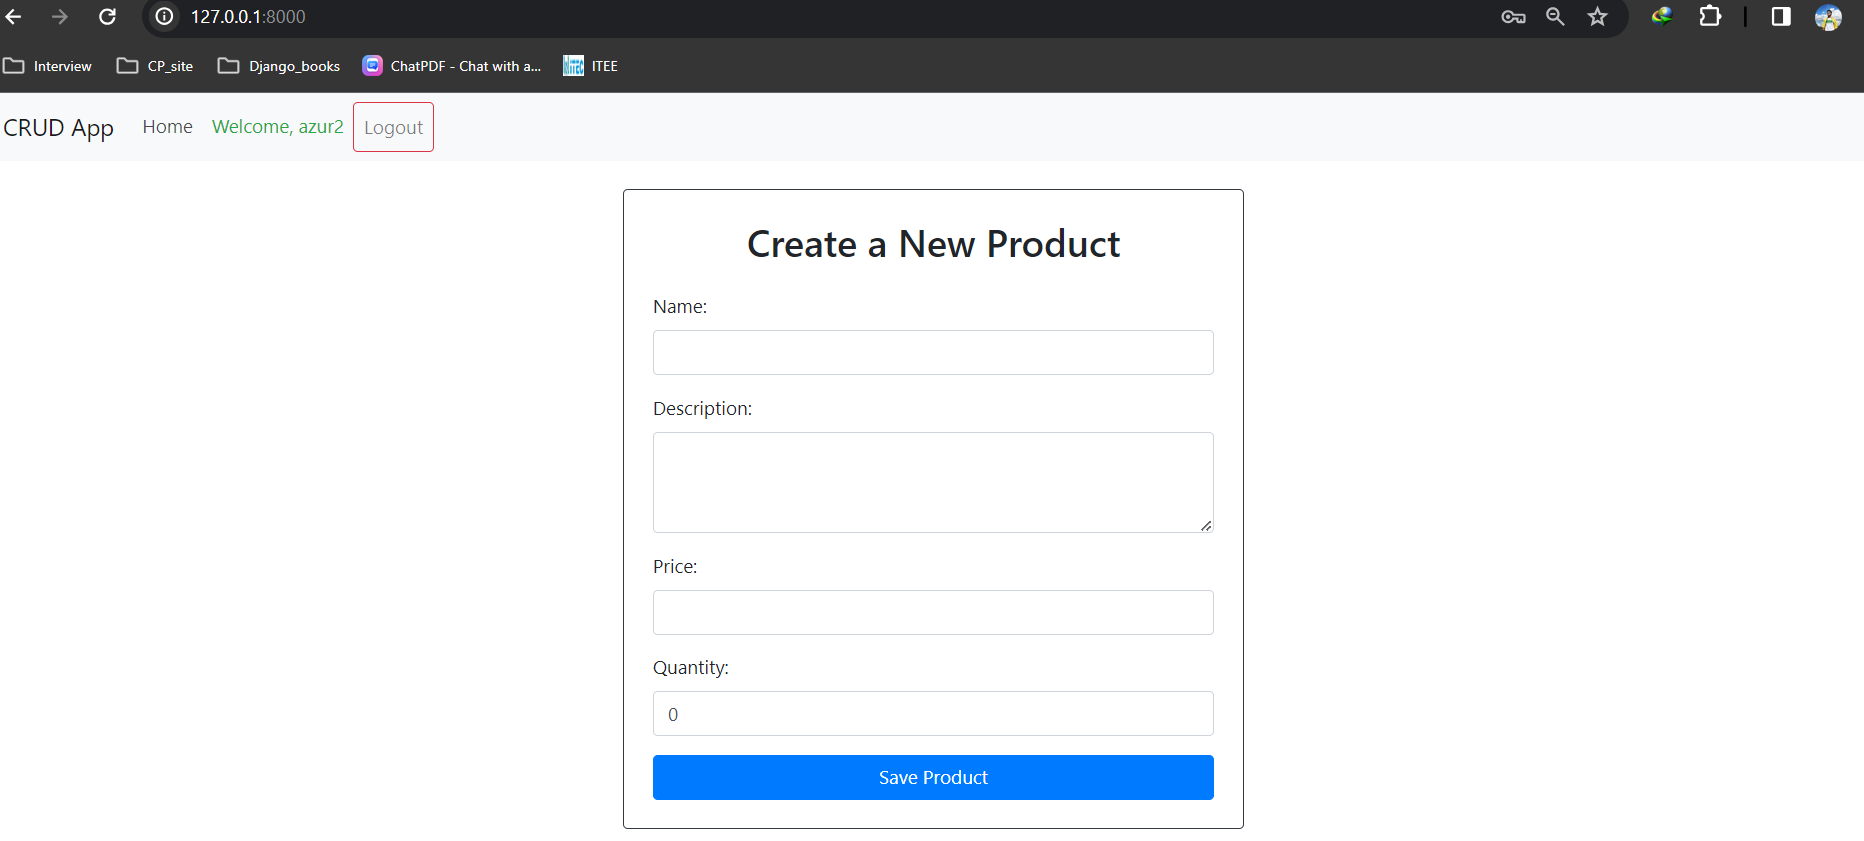 127.0.0.1:8000
Interview CP_site Django_books ChatPDF - Chat with a... ITEE
CRUD App Home Welcome, azur2 Logout
Create a New Product
Name:
Description:
Price:
Quantity:
0
Save Product